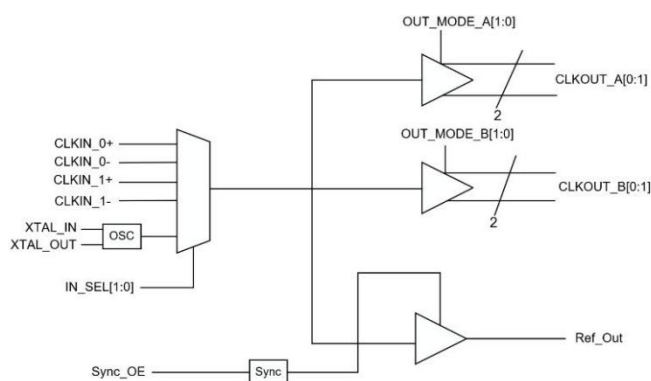 OUT_MODE_A[1:0]
CLKOUT_A[0:1]
2
OUT_MODE_B[1:0]
CLKIN_0+
CLKIN_0-
CLKIN_1+
CLKIN_1-
CLKOUT_B[0:1]
2
XTAL_IN
OSC
XTAL_OUT
IN_SEL[1:0]
Ref_Out
Sync_OE
Sync